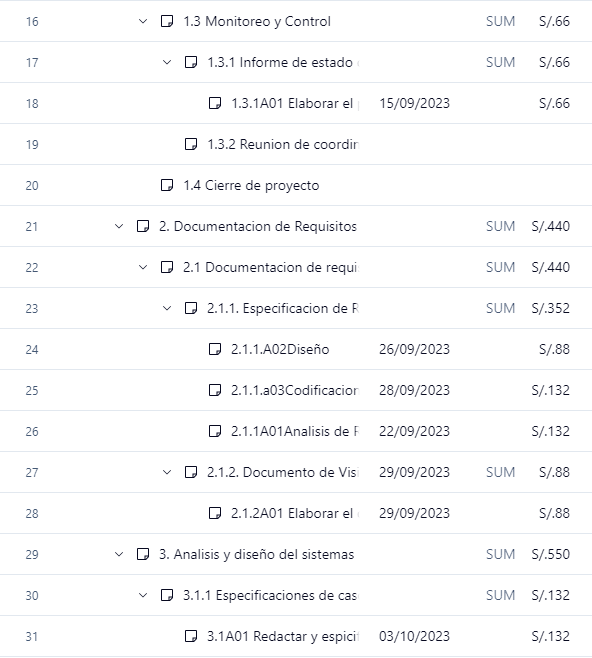 16 1.3 Monitoreo y Control SUM S/.66
17 1.3.1 Informe de estado SUM S/.66
18 1.3.1A01 Elaborar el 15/09/2023 S/.66
19 1.3.2 Reunion de coordin
20 1.4 Cierre de proyecto
21 2. Documentacion de Requisitos SUM S/.440
22 2.1 Documentacion de requi SUM S/.440
23 2.1.1. Especificacion de R SUM S/.352
24 2.1.1.A02Diseño 26/09/2023 S/.88
25 2.1.1.a03Codificacion 28/09/2023 S/.132
26 2.1.1A01Analisis de R 22/09/2023 S/.132
27 2.1.2. Documento de Vis 29/09/2023 SUM S/.88
28 2.1.2A01 Elaborar el 29/09/2023 S/.88
29 3. Analisis y diseño del sistemas SUM S/.550
30 3.1.1 Especificaciones de cas SUM S/.132
31 3.1A01 Redactar y espici 03/10/2023 S/.132